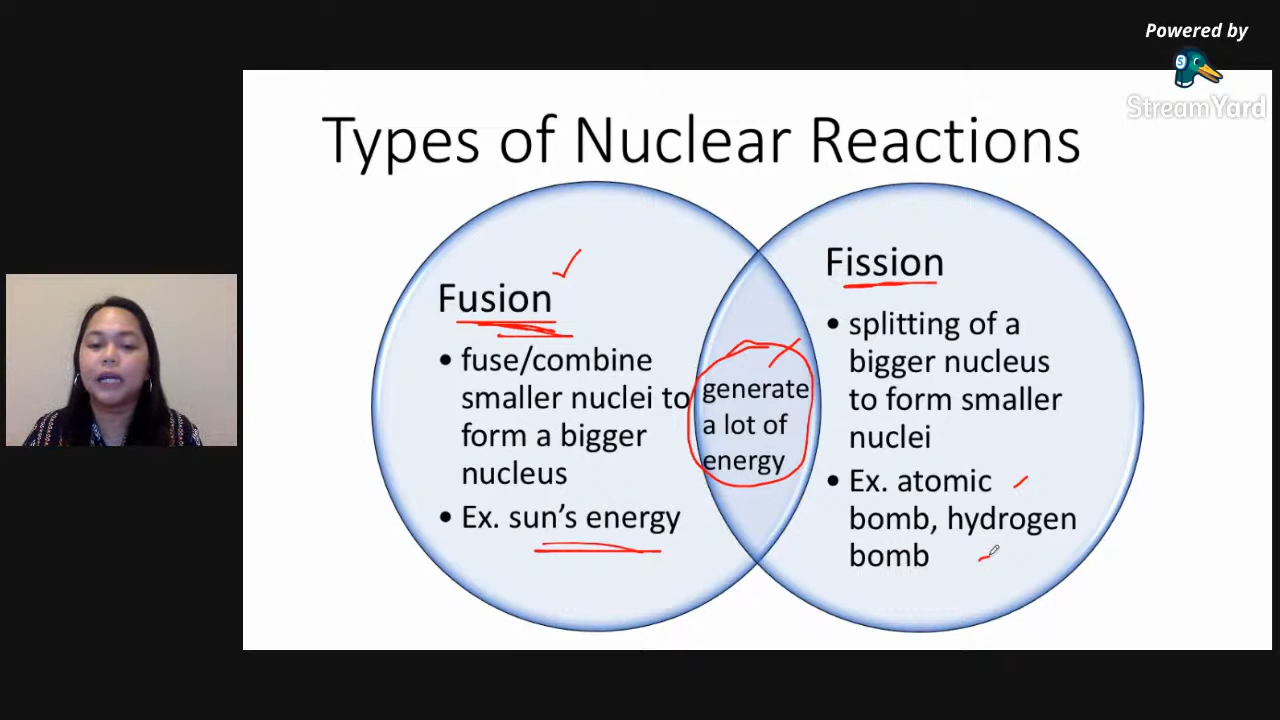 Powered by
StreamYard
Types of Nuclear Reactions
Fusion
• fuse/combine
smaller nuclei to
form a bigger
nucleus
• Ex. sun's energy
generate
a lot of
energy
Fission
• splitting of a
bigger nucleus
to form smaller
nuclei
• Ex. atomic
bomb, hydrogen
bomb